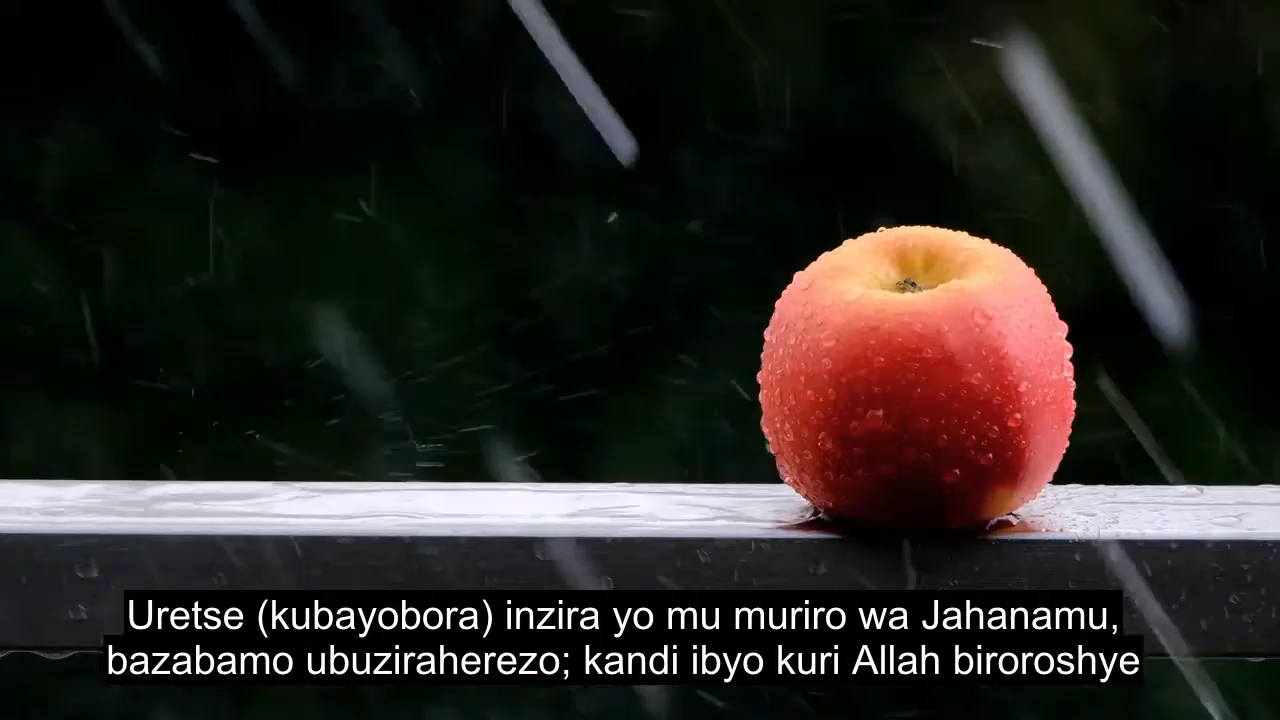 Uretse (kubayobora) inzira yo mu muriro wa Jahanamu,
bazabamo ubuziraherezo; kandi ibyo kuri Allah biroroshye